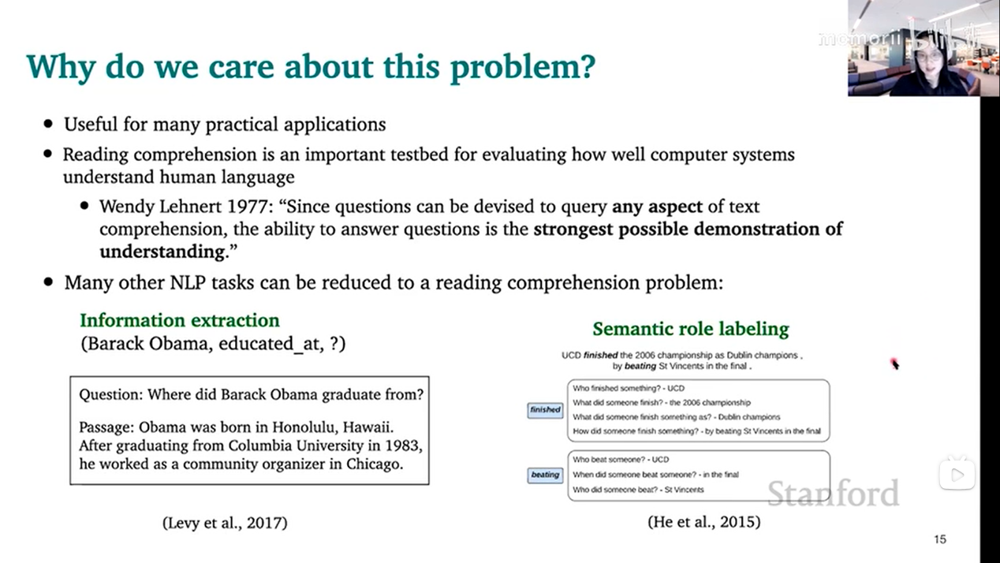 momorii bilibili
Why do we care about this problem?
• Useful for many practical applications
• Reading comprehension is an important testbed for evaluating how well computer systems
understand human language
• Wendy Lehnert 1977: “Since questions can be devised to query any aspect of text
comprehension, the ability to answer questions is the strongest possible demonstration of
understanding.”
• Many other NLP tasks can be reduced to a reading comprehension problem:
Information extraction
(Barack Obama, educated_at, ?)
Question: Where did Barack Obama graduate from?
Passage: Obama was born in Honolulu, Hawaii.
After graduating from Columbia University in 1983,
he worked as a community organizer in Chicago.
(Levy et al., 2017)
Semantic role labeling
UCD finished the 2006 championship as Dublin champions ,
by beating St Vincents in the final .
finished
Who finished something? - UCD
What did someone finish? - the 2006 championship
What did someone finish something as? - Dublin champions
How did someone finish something? - by beating St Vincents in the final
beating
Who beat someone? - UCD
When did someone beat someone? - in the final
Who did someone beat? - St Vincents
Stanford
(He et al., 2015)
15